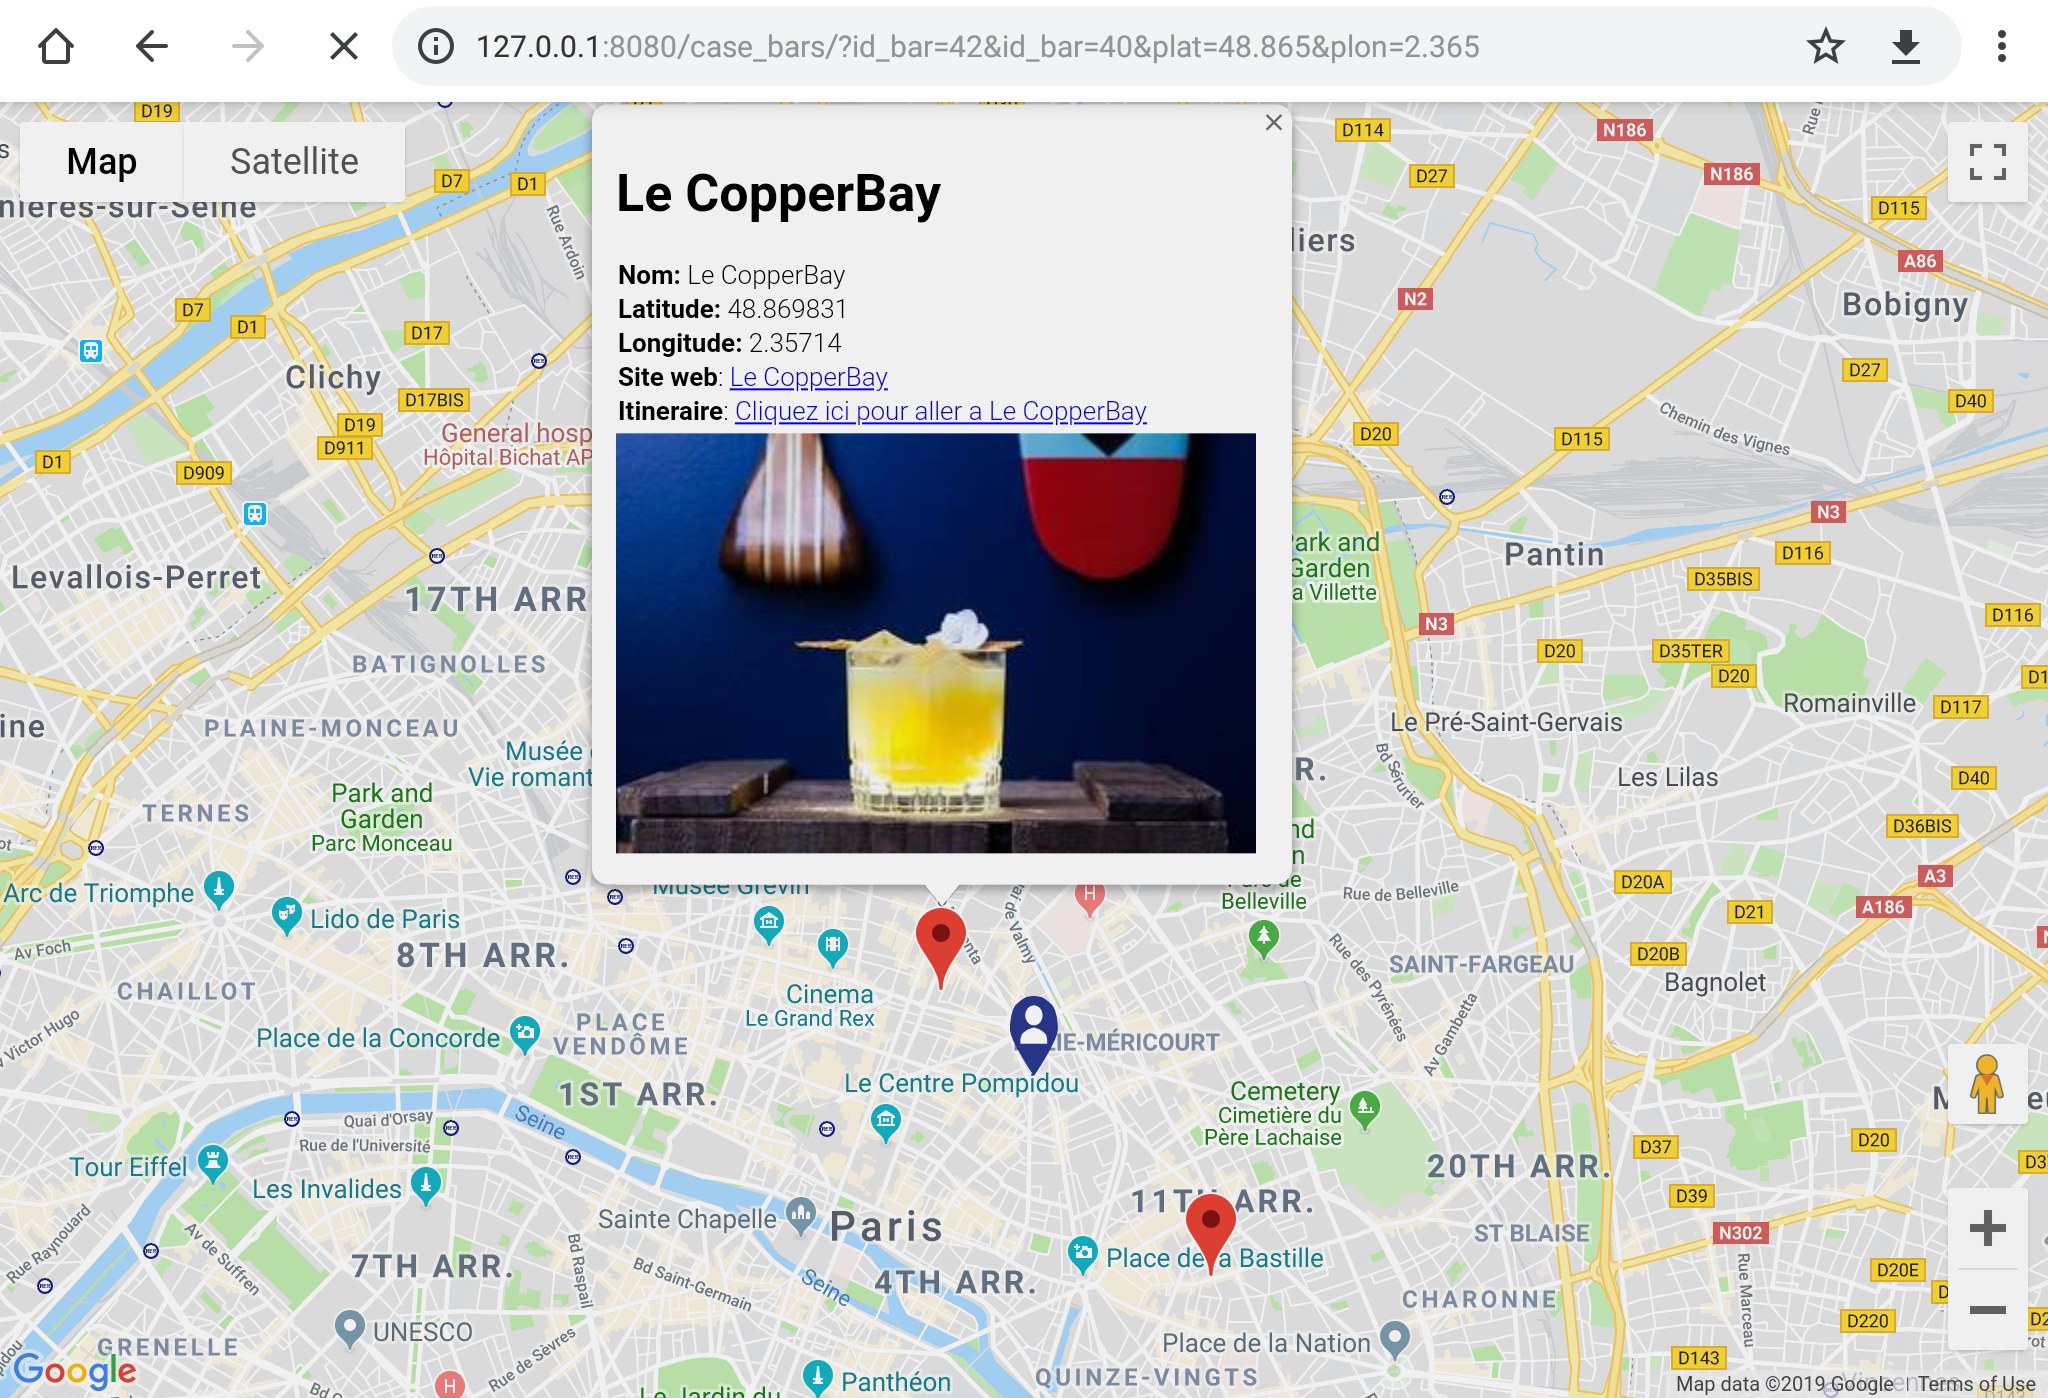 127.0.0.1:8080/case_bars/?id_bar=42&id_bar=40&plat=48.865&plon=2.365
D19
Map
Satellite
D114
N186
D27
N186
D7
D1
D115
nières-sur-Seine
Rue Ardoin
Le CopperBay
liers
A86
Nom: Le CopperBay
Latitude: 48.869831
Longitude: 2.35714
Site web: Le CopperBay
Itineraire: Cliquez ici pour aller a Le CopperBay
N2
Bobigny
D7
D1
D17
Clichy
D27
D17BIS
D40
D19
D911
General hosp
Hôpital Bichat AP
Chemin des Vignes
D20
D115
D1
D909
N3
Park and
Garden
la Villette
Pantin
D116
Levallois-Perret
17TH ARR
D35BIS
N3
D116
BATIGNOLLES
D20
D35TER
D20
Romainville
D117
PLAINE-MONCEAU
Le Pré-Saint-Gervais
Musée
Vie romant
Bd Sérurier
R.
Les Lilas
D40
TERNES
Park and
Garden
Parc Monceau
D36BIS
D20A
A3
Arc de Triomphe
Musée Grévin
Belleville
Rue de Belleville
A186
D21
Lido de Paris
Av Foch
8TH ARR.
Quai de Valmy
Rue des Pyrénées
SAINT-FARGEAU
D20B
Bagnolet
CHAILLOT
Cinema
Le Grand Rex
Av Victor Hugo
Place de la Concorde
PLACE
VENDÔME
IE-MÉRICOURT
Av Gambetta
1ST ARR.
Le Centre Pompidou
Cemetery
Cimetière du
Père Lachaise
Quai d'Orsay
Rue de l'Université
Seine
D37
D20
Tour Eiffel
Les Invalides
20TH ARR.
11TH ARR.
D39
Sainte Chapelle
Paris
ST BLAISE
N302
Rue Raynouard
Av de Suffren
7TH ARR.
Bd Raspail
Bd Saint-Germain
Seine
4TH ARR.
Place de la Bastille
D20E
CHARONNE
Rue Marceau
D220
UNESCO
GRENELLE
Rue de Sèvres
Place de la Nation
D143
Google
H
Le Jardin du
Panthéon
QUINZE-VINGTS
Map data ©2019 Google
Terms of Use